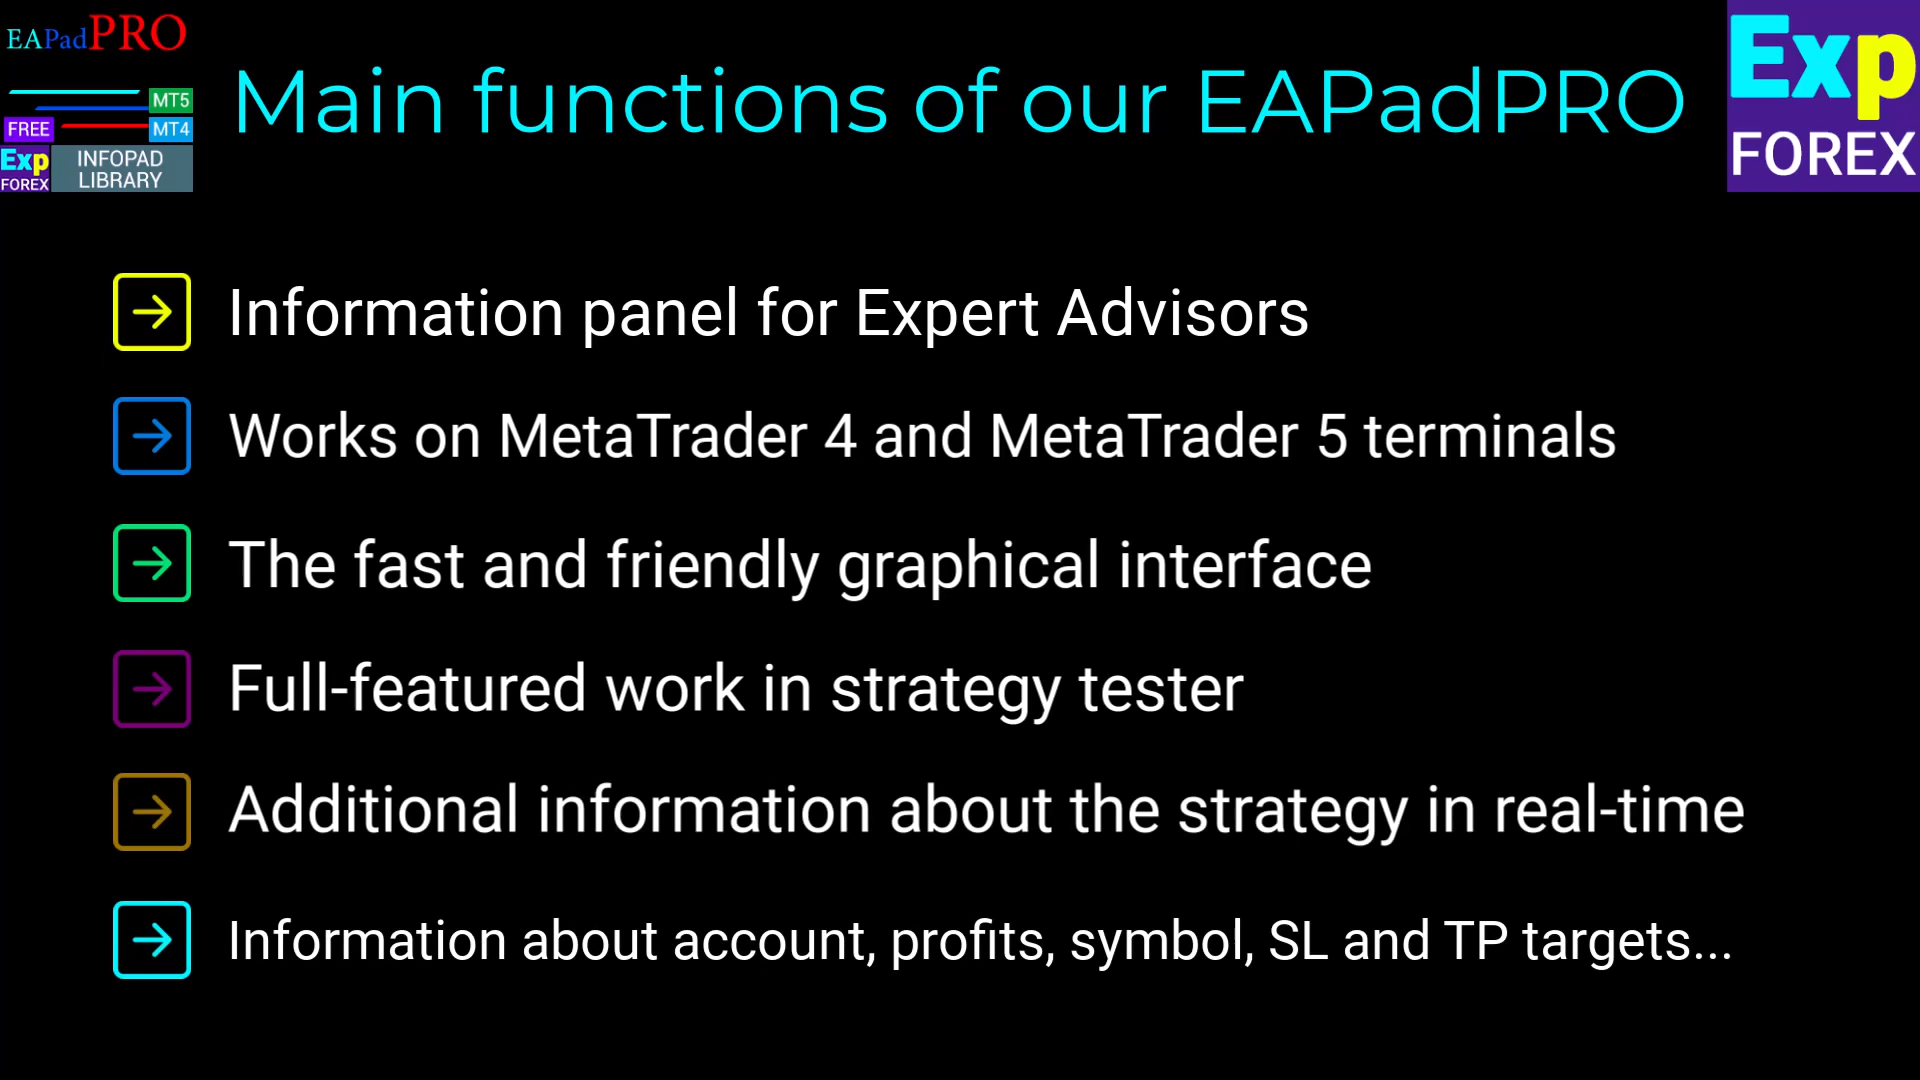 EAPadPRO
MT5
FREE
MT4
Exp
FOREX
INFOPAD
LIBRARY
Main functions of our EAPadPRO
Exp
FOREX
Information panel for Expert Advisors
Works on MetaTrader 4 and MetaTrader 5 terminals
The fast and friendly graphical interface
Full-featured work in strategy tester
Additional information about the strategy in real-time
Information about account, profits, symbol, SL and TP targets...